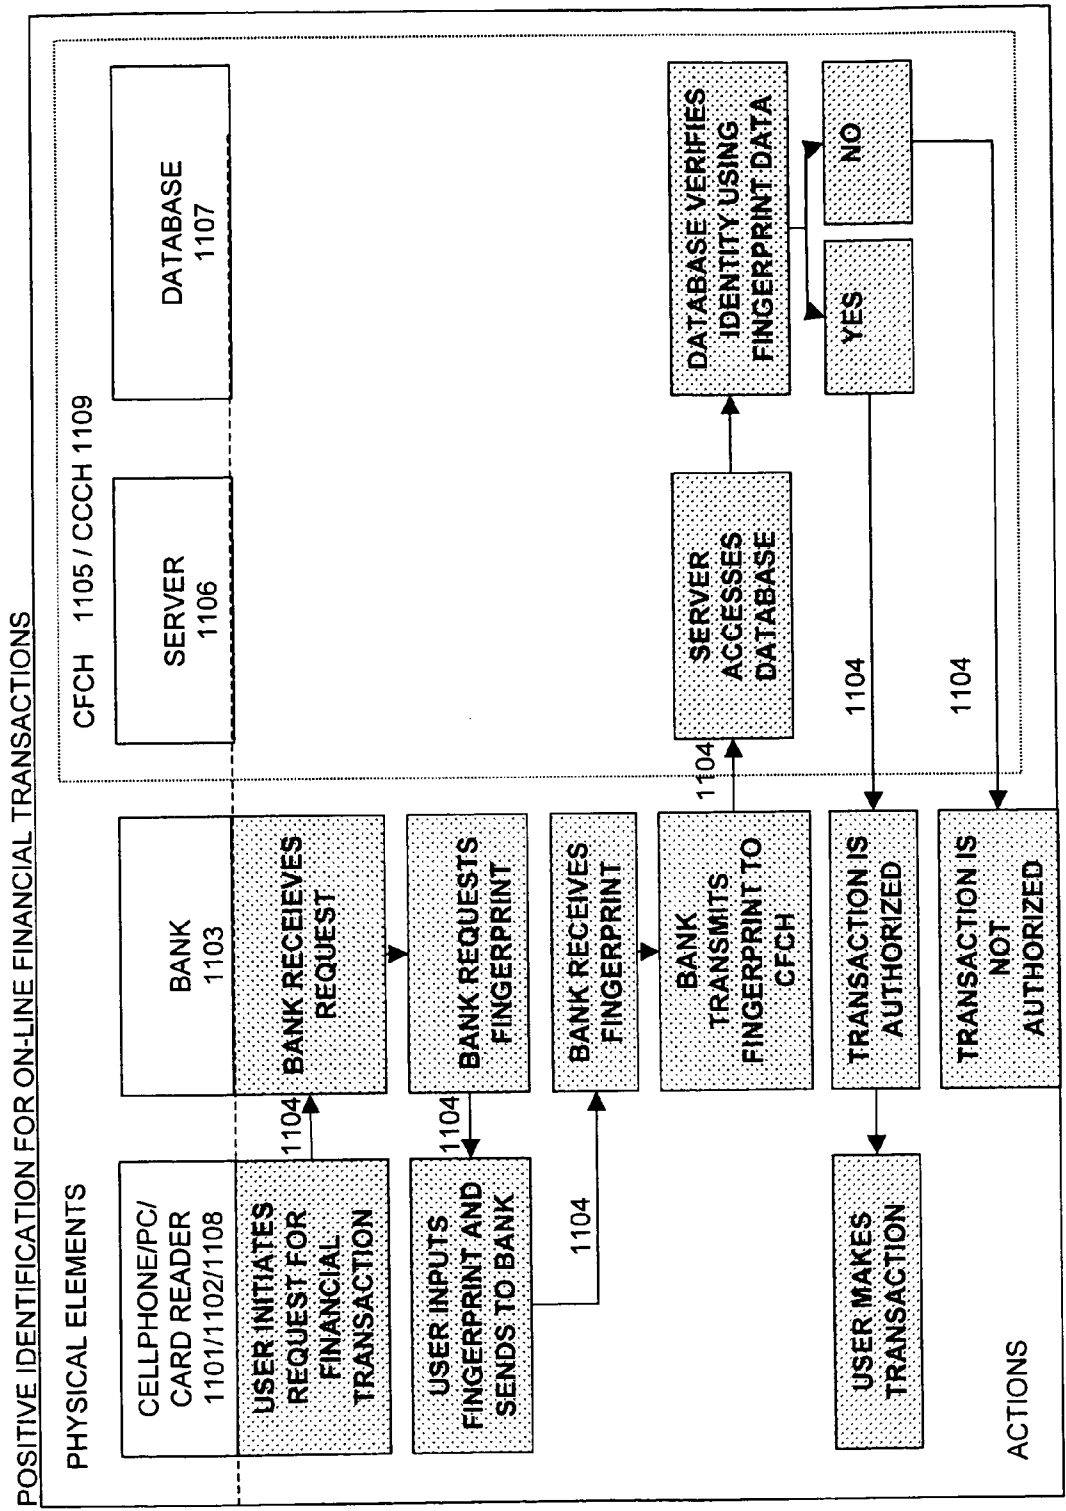 POSITIVE IDENTIFICATION FOR ON-LINE FINANCIAL TRANSACTIONS
PHYSICAL ELEMENTS
CFCH 1105 / CCCH 1109
CELLPHONE/PC/
CARD READER
1101/1102/1108
BANK
1103
SERVER
1106
DATABASE
1107
USER INITIATES
REQUEST FOR
FINANCIAL
TRANSACTION
1104
BANK RECEIEVES
REQUEST
BANK REQUESTS
FINGERPRINT
1104
USER INPUTS
FINGERPRINT AND
SENDS TO BANK
1104
BANK RECEIVES
FINGERPRINT
BANK
TRANSMITS
FINGERPRINT TO
CFCH
1104
SERVER
ACCESSES
DATABASE
DATABASE VERIFIES
IDENTITY USING
FINGERPRINT DATA
YES
NO
1104
TRANSACTION IS
AUTHORIZED
USER MAKES
TRANSACTION
1104
TRANSACTION IS
NOT
AUTHORIZED
ACTIONS